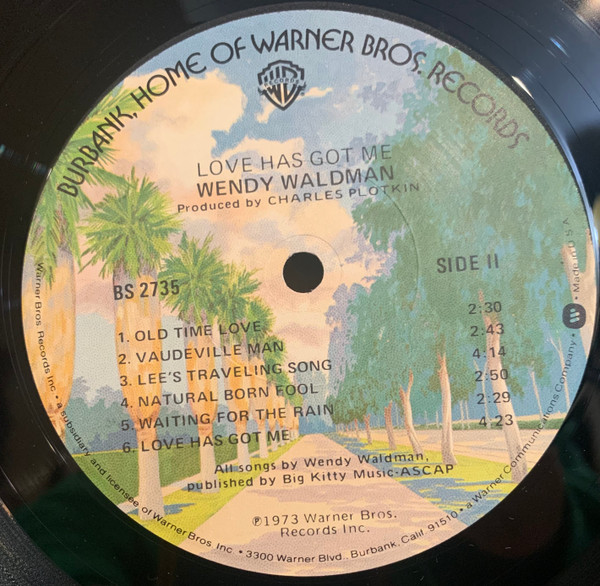 BURBANK, HOME OF WARNER BROS. RECORDS
RECORDS
LOVE HAS GOT ME
WENDY WALDMAN
Produced by CHARLES PLOTKIN
BS 2735
SIDE II
1. OLD TIME LOVE 2:30
2. VAUDEVILLE MAN 2:43
3. LEE'S TRAVELING SONG 4:14
4. NATURAL BORN FOOL 2:50
5. WAITING FOR THE RAIN 2:29
6. LOVE HAS GOT ME 4:23
All songs by Wendy Waldman,
published by Big Kitty Music-ASCAP
℗1973 Warner Bros.
Records Inc.
Warner Bros. Records Inc. • a subsidiary and licensee of Warner Bros. Inc. • 3300 Warner Blvd., Burbank, Calif. 91510 • a Warner Communications Company • Made in U S A